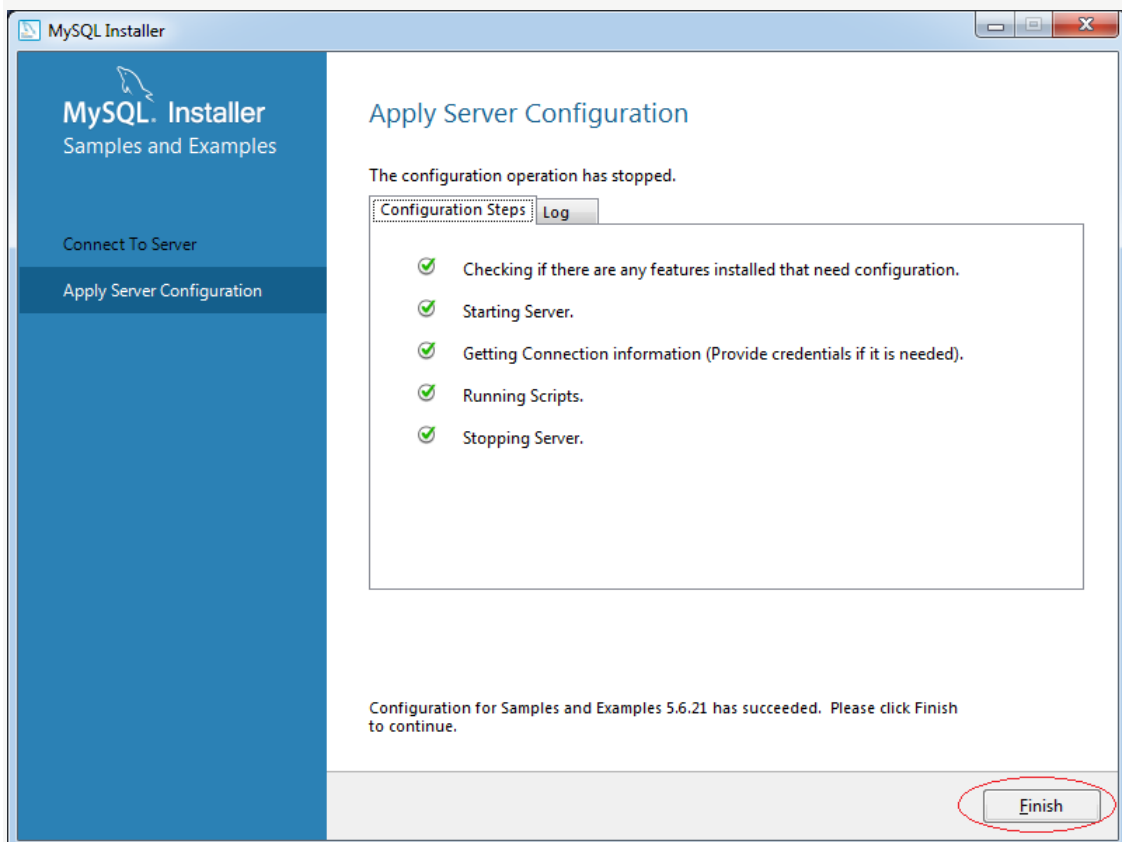 MySQL Installer
MySQL. Installer
Samples and Examples
Connect To Server
Apply Server Configuration
Apply Server Configuration
The configuration operation has stopped.
Configuration Steps
Log
Checking if there are any features installed that need configuration.
Starting Server.
Getting Connection information (Provide credentials if it is needed).
Running Scripts.
Stopping Server.
Configuration for Samples and Examples 5.6.21 has succeeded.  Please click Finish
to continue.
Finish